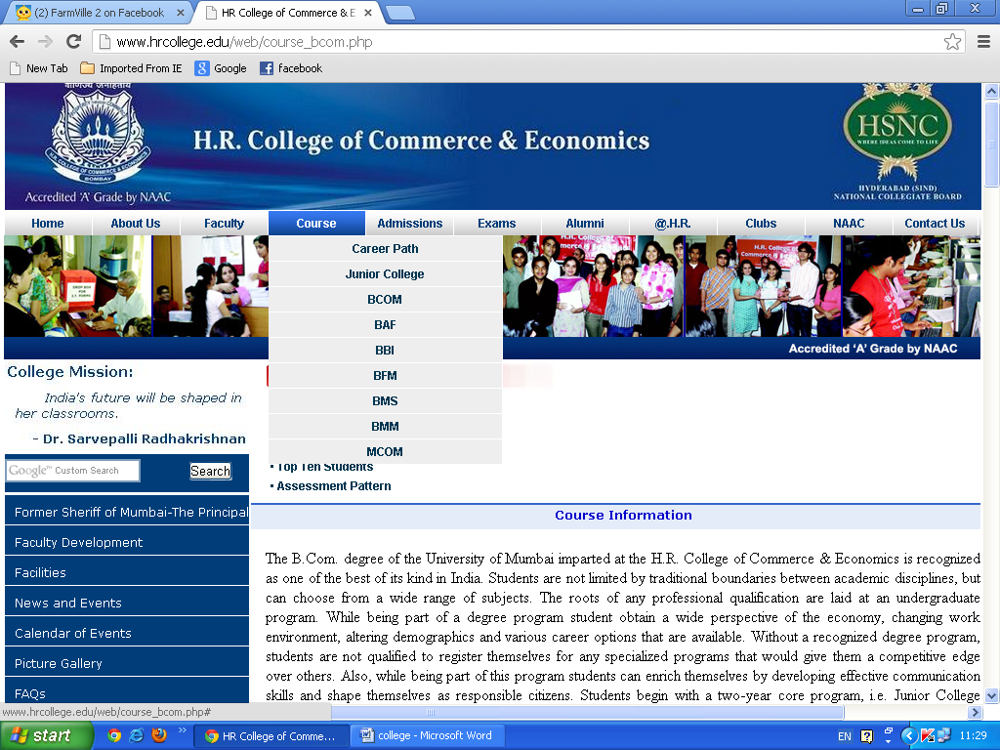 (2) FarmVille 2 on Facebook
HR College of Commerce & E
www.hrcollege.edu/web/course_bcom.php
New Tab Imported From IE Google facebook
वाणिज्यं जनहिताय
H.R. COLLEGE OF COMMERCE & ECONOMICS
BOMBAY
Accredited 'A' Grade by NAAC
H.R. College of Commerce & Economics
HSNC
WHERE IDEAS COME TO LIFE
HYDERABAD (SIND)
NATIONAL COLLEGIATE BOARD
Home About Us Faculty Course Admissions Exams Alumni @.H.R. Clubs NAAC Contact Us
Career Path
Junior College
BCOM
BAF
BBI
BFM
BMS
BMM
MCOM
Accredited ‘A’ Grade by NAAC
College Mission:
India's future will be shaped in
her classrooms.
- Dr. Sarvepalli Radhakrishnan
Google™ Custom Search Search
Former Sheriff of Mumbai-The Principal
Faculty Development
Facilities
News and Events
Calendar of Events
Picture Gallery
FAQs
• Top Ten Students
• Assessment Pattern
Course Information
The B.Com. degree of the University of Mumbai imparted at the H.R. College of Commerce & Economics is recognized
as one of the best of its kind in India. Students are not limited by traditional boundaries between academic disciplines, but
can choose from a wide range of subjects. The roots of any professional qualification are laid at an undergraduate
program. While being part of a degree program student obtain a wide perspective of the economy, changing work
environment, altering demographics and various career options that are available. Without a recognized degree program,
students are not qualified to register themselves for any specialized programs that would give them a competitive edge
over others. Also, while being part of this program students can enrich themselves by developing effective communication
skills and shape themselves as responsible citizens. Students begin with a two-year core program, i.e. Junior College
www.hrcollege.edu/web/course_bcom.php#
start HR College of Comme... college - Microsoft Word EN 11:29